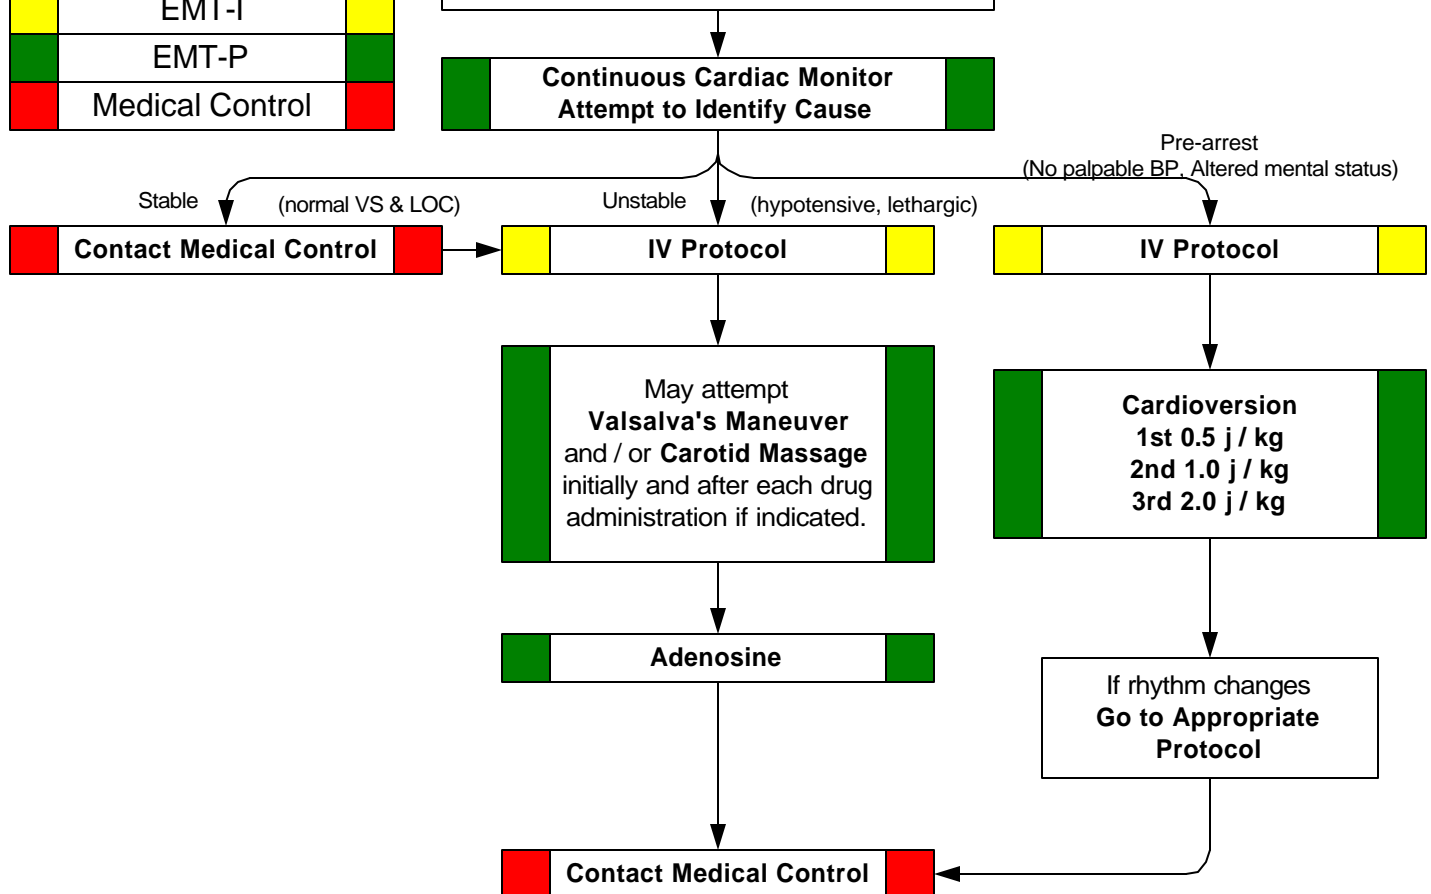 EMT-I
EMT-P
Medical Control
Continuous Cardiac Monitor
Attempt to Identify Cause
Pre-arrest
(No palpable BP, Altered mental status)
Stable
(normal VS & LOC)
Unstable
(hypotensive, lethargic)
Contact Medical Control
IV Protocol
IV Protocol
May attempt
Valsalva's Maneuver
and / or Carotid Massage
initially and after each drug
administration if indicated.
Cardioversion
1st 0.5 j / kg
2nd 1.0 j / kg
3rd 2.0 j / kg
Adenosine
If rhythm changes
Go to Appropriate
Protocol
Contact Medical Control